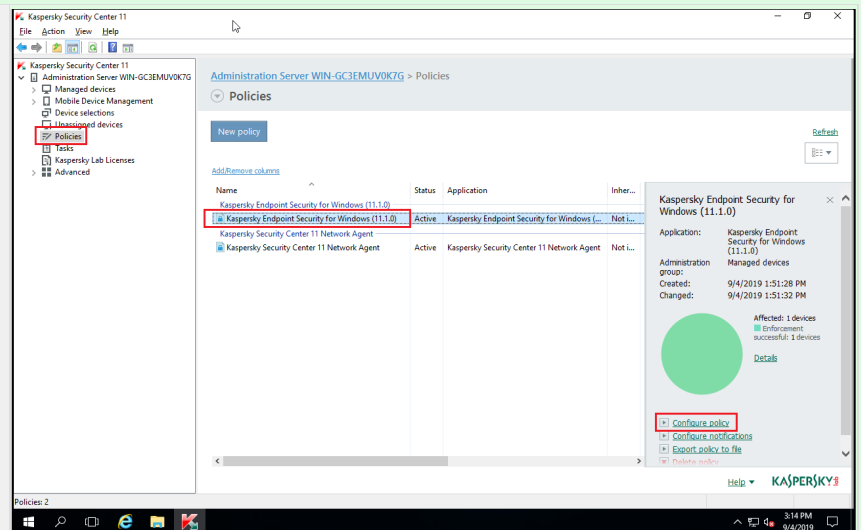 Kaspersky Security Center 11
File Action View Help
Kaspersky Security Center 11
Administration Server WIN-GC3EMUV0K7G
Managed devices
Mobile Device Management
Device selections
Unassigned devices
Policies
Tasks
Kaspersky Lab Licenses
Advanced
Administration Server WIN-GC3EMUV0K7G > Policies
Policies
New policy
Refresh
Add/Remove columns
Name Status Application Inher...
Kaspersky Endpoint Security for Windows (11.1.0)
Kaspersky Endpoint Security for Windows (11.1.0) Active Kaspersky Endpoint Security for Windows (... Not i...
Kaspersky Security Center 11 Network Agent
Kaspersky Security Center 11 Network Agent Active Kaspersky Security Center 11 Network Agent Not i...
Kaspersky Endpoint Security for
Windows (11.1.0)
Application: Kaspersky Endpoint
Security for Windows
(11.1.0)
Administration Managed devices
group:
Created: 9/4/2019 1:51:28 PM
Changed: 9/4/2019 1:51:32 PM
Affected: 1 devices
Enforcement
successful: 1 devices
Details
Configure policy
Configure notifications
Export policy to file
Delete policy
Help
KASPERSKY
Policies: 2
3:14 PM
9/4/2019